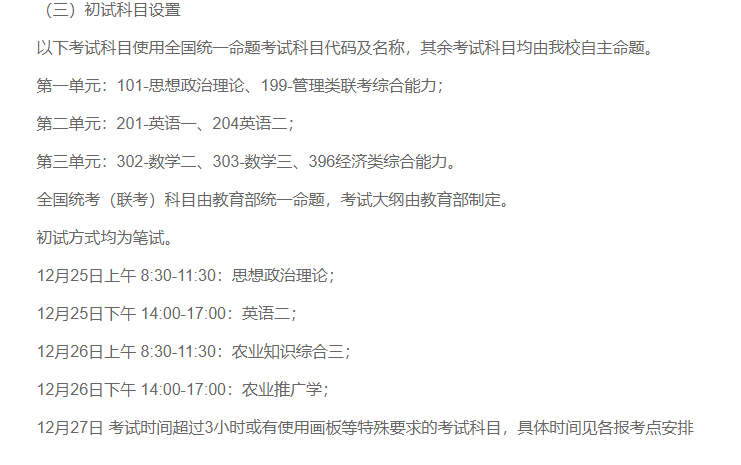 （三）初试科目设置
以下考试科目使用全国统一命题考试科目代码及名称，其余考试科目均由我校自主命题。
第一单元：101-思想政治理论、199-管理类联考综合能力；
第二单元：201-英语一、204英语二；
第三单元：302-数学二、303-数学三、396经济类综合能力。
全国统考（联考）科目由教育部统一命题，考试大纲由教育部制定。
初试方式均为笔试。
12月25日上午 8:30-11:30：思想政治理论；
12月25日下午 14:00-17:00：英语二；
12月26日上午 8:30-11:30：农业知识综合三；
12月26日下午 14:00-17:00：农业推广学；
12月27日 考试时间超过3小时或有使用画板等特殊要求的考试科目，具体时间见各报考点安排